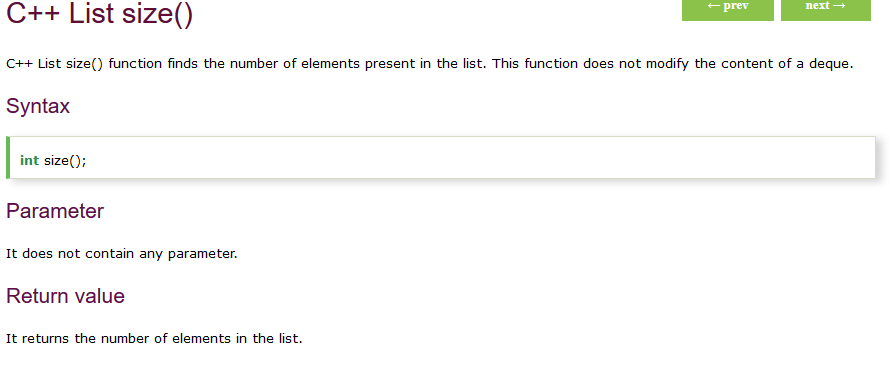 C++ List size()
← prev
next →
C++ List size() function finds the number of elements present in the list. This function does not modify the content of a deque.
Syntax
int size();
Parameter
It does not contain any parameter.
Return value
It returns the number of elements in the list.